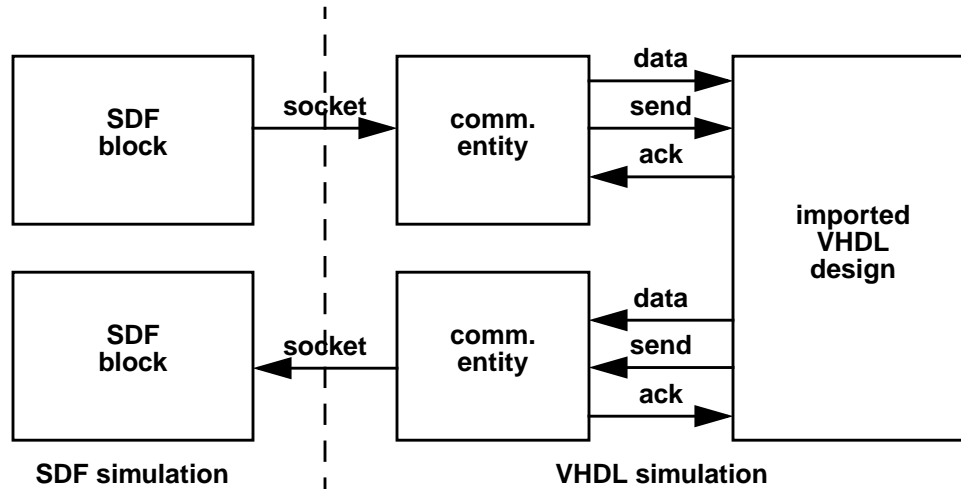 SDF
block
socket
comm.
entity
data
send
ack
imported
VHDL
design
SDF
block
socket
comm.
entity
data
send
ack
SDF simulation
VHDL simulation